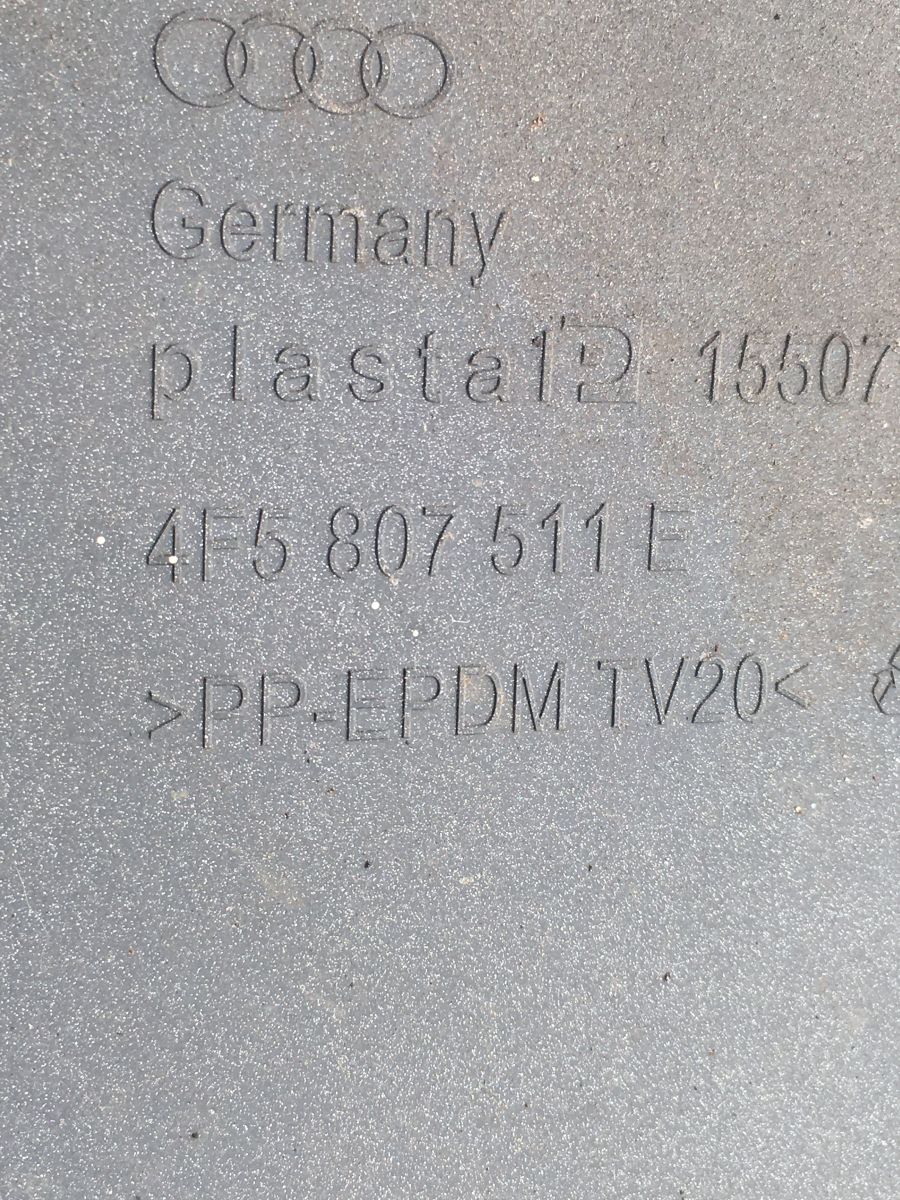 Germany
plastal 15507
4F5 807 511 E
>PP-EPDM TV20<